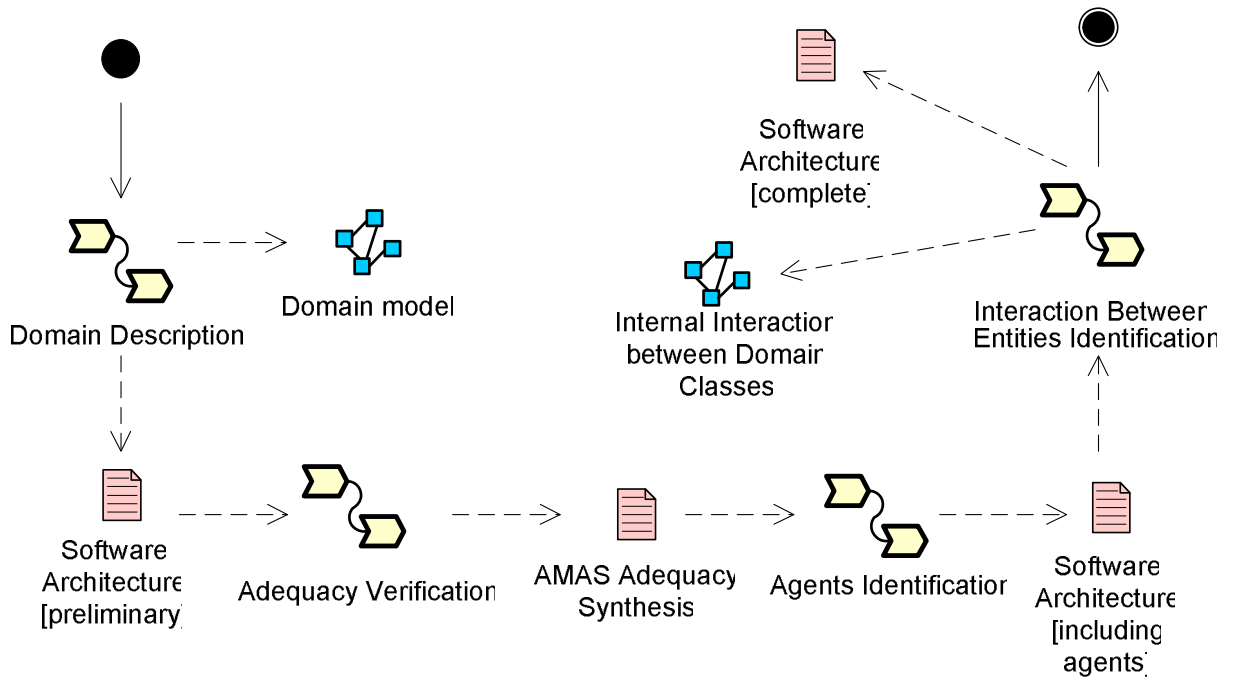 Domain Description
Domain model
Software
Architecture
[preliminary]
Adequacy Verification
AMAS Adequacy
Synthesis
Agents Identification
Software
Architecture
[including
agents]
Interaction Between
Entities Identification
Internal Interaction
between Domain
Classes
Software
Architecture
[complete]